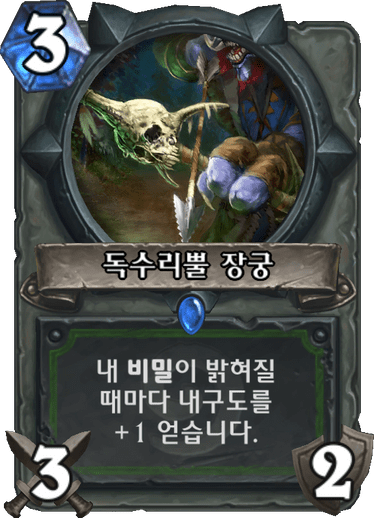 3
독수리뿔 장궁
내 비밀이 밝혀질
때마다 내구도를
+1 얻습니다.
3
2